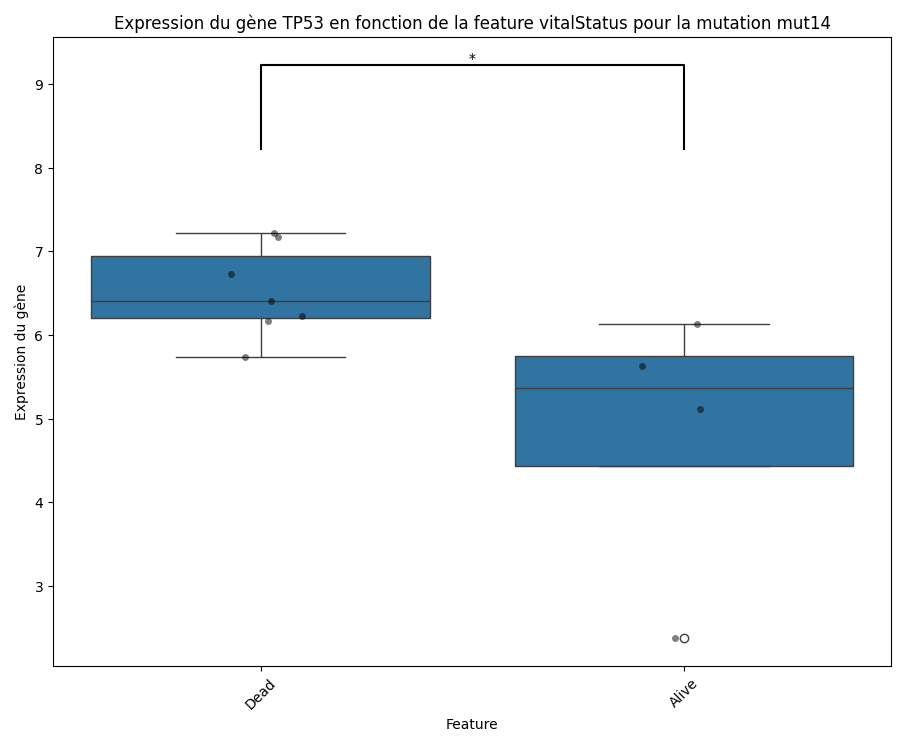 Expression du gène TP53 en fonction de la feature vitalStatus pour la mutation mut14
*
9
8
7
6
5
4
3
Expression du gène
Dead
Alive
Feature